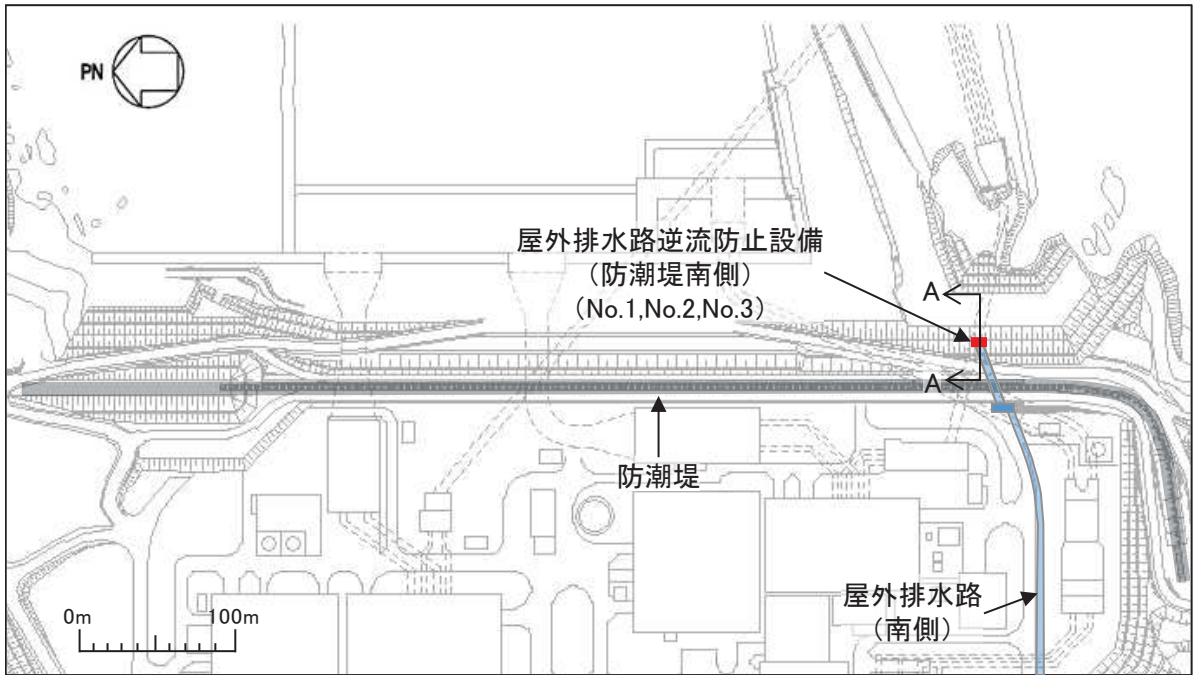 PN
屋外排水路逆流防止設備
（防潮堤南側）
（No.1,No.2,No.3）
A
A
防潮堤
屋外排水路
（南側）
0m 100m